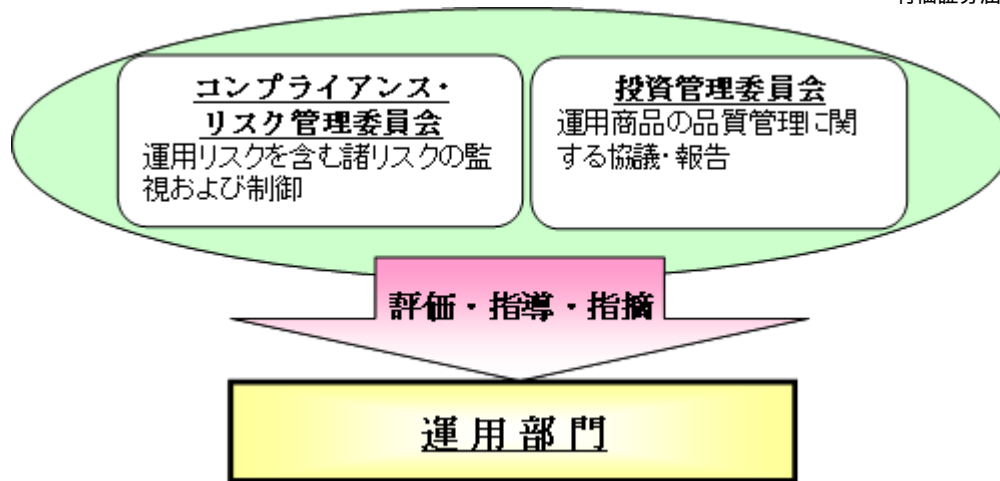 コンプライアンス・
リスク管理委員会
運用リスクを含む諸リスクの監
視および制御
投資管理委員会
運用商品の品質管理に関
する協議・報告
評価・指導・指摘
運用部門